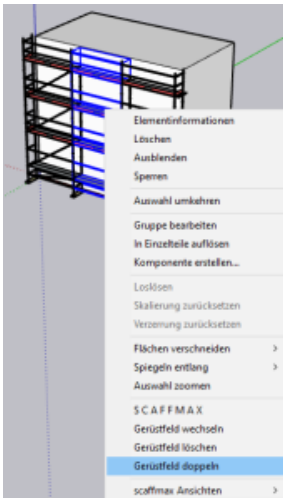 Elementinformationen
Löschen
Ausblenden
Sperren
Auswahl umkehren
Gruppe bearbeiten
In Einzelteile auflösen
Komponente erstellen...
Loslösen
Skalierung zurücksetzen
Verzerrung zurücksetzen
Flächen verschneiden >
Spiegeln entlang >
Auswahl zoomen
S C A F F M A X
Gerüstfeld wechseln
Gerüstfeld löschen
Gerüstfeld doppeln
scaffmax Ansichten >